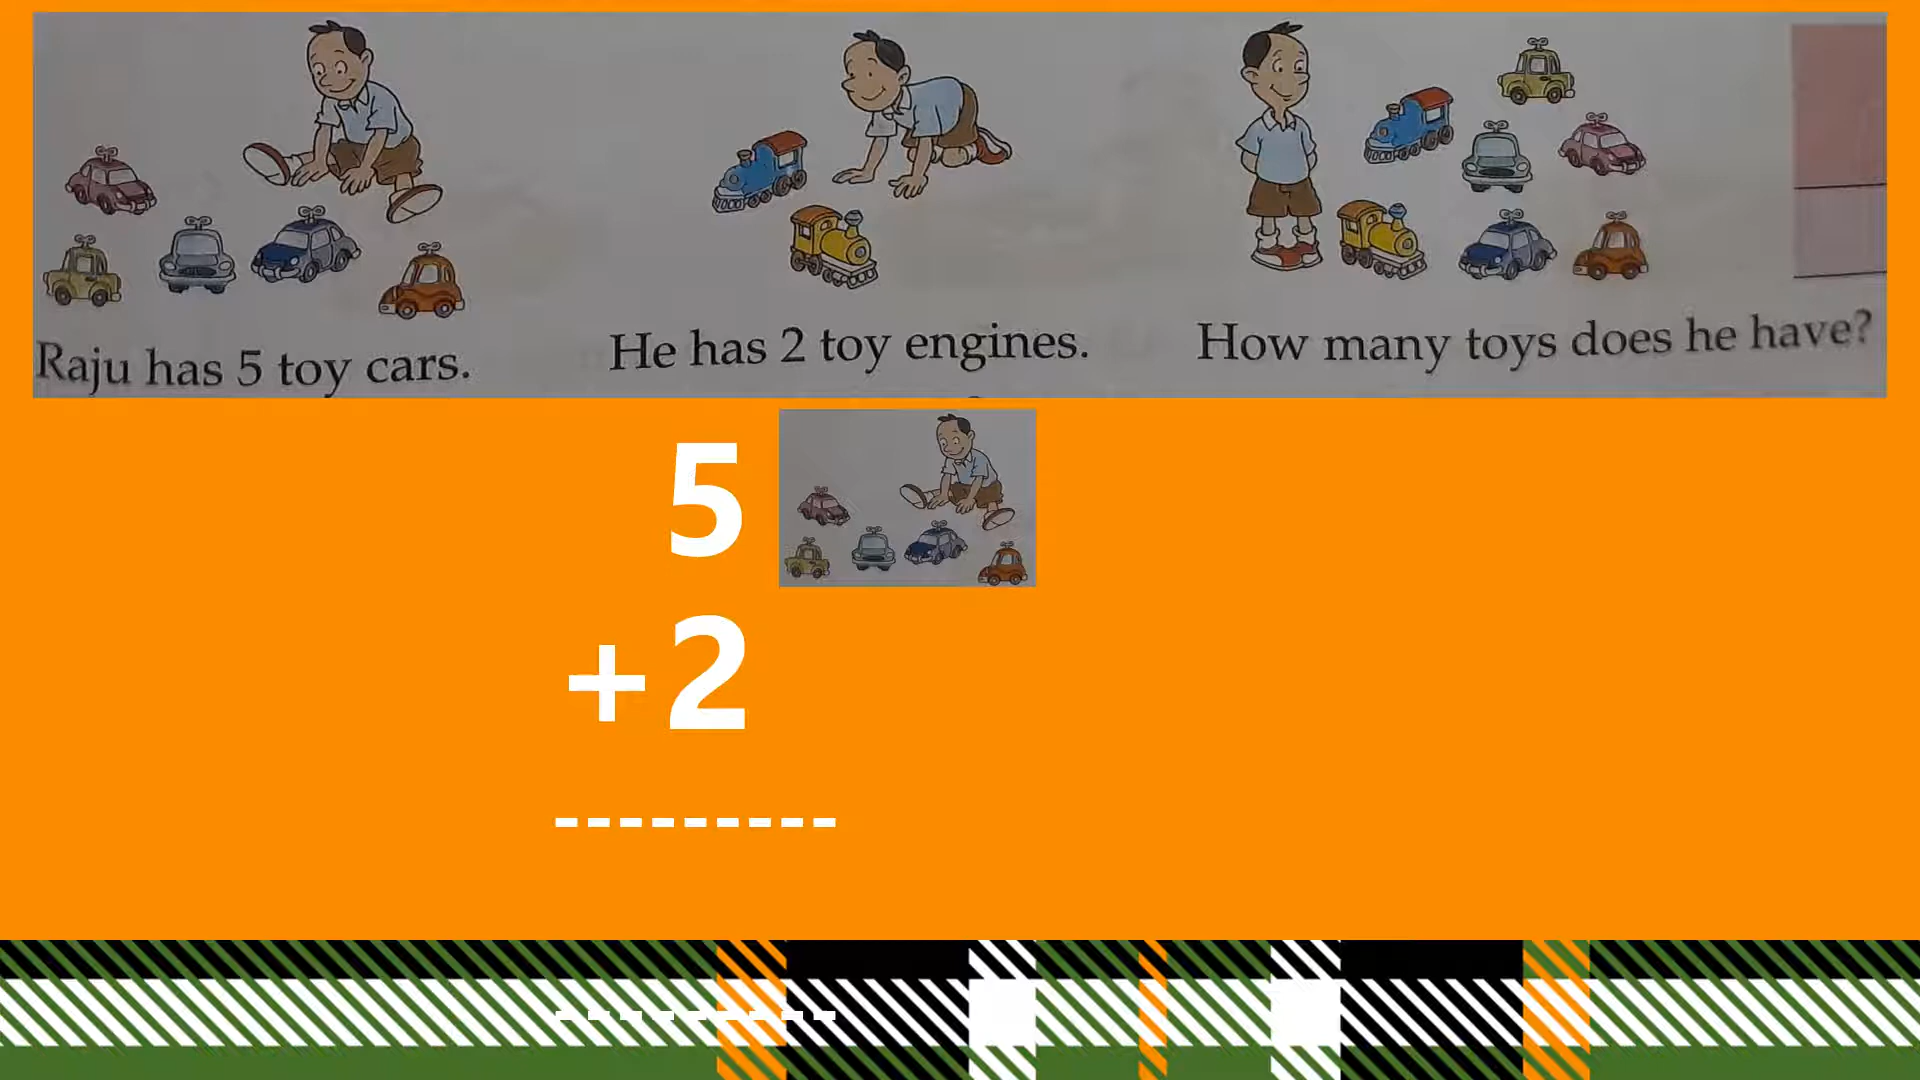 Raju has 5 toy cars.
He has 2 toy engines.
How many toys does he have?
5
+2
---------
---------